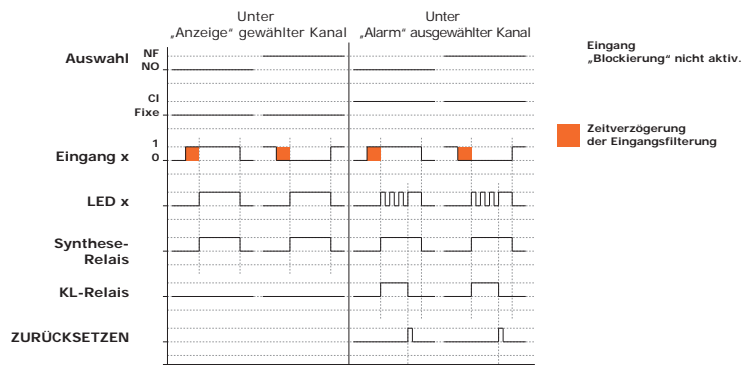 Unter
„Anzeige“ gewählter Kanal
Unter
„Alarm“ ausgewählter Kanal
Auswahl
NF
NO
CI
Fixe
Eingang x
1
0
LED x
Synthese-
Relais
KL-Relais
ZURÜCKSETZEN
Eingang
„Blockierung“ nicht aktiv.
Zeitverzögerung
der Eingangsfilterung